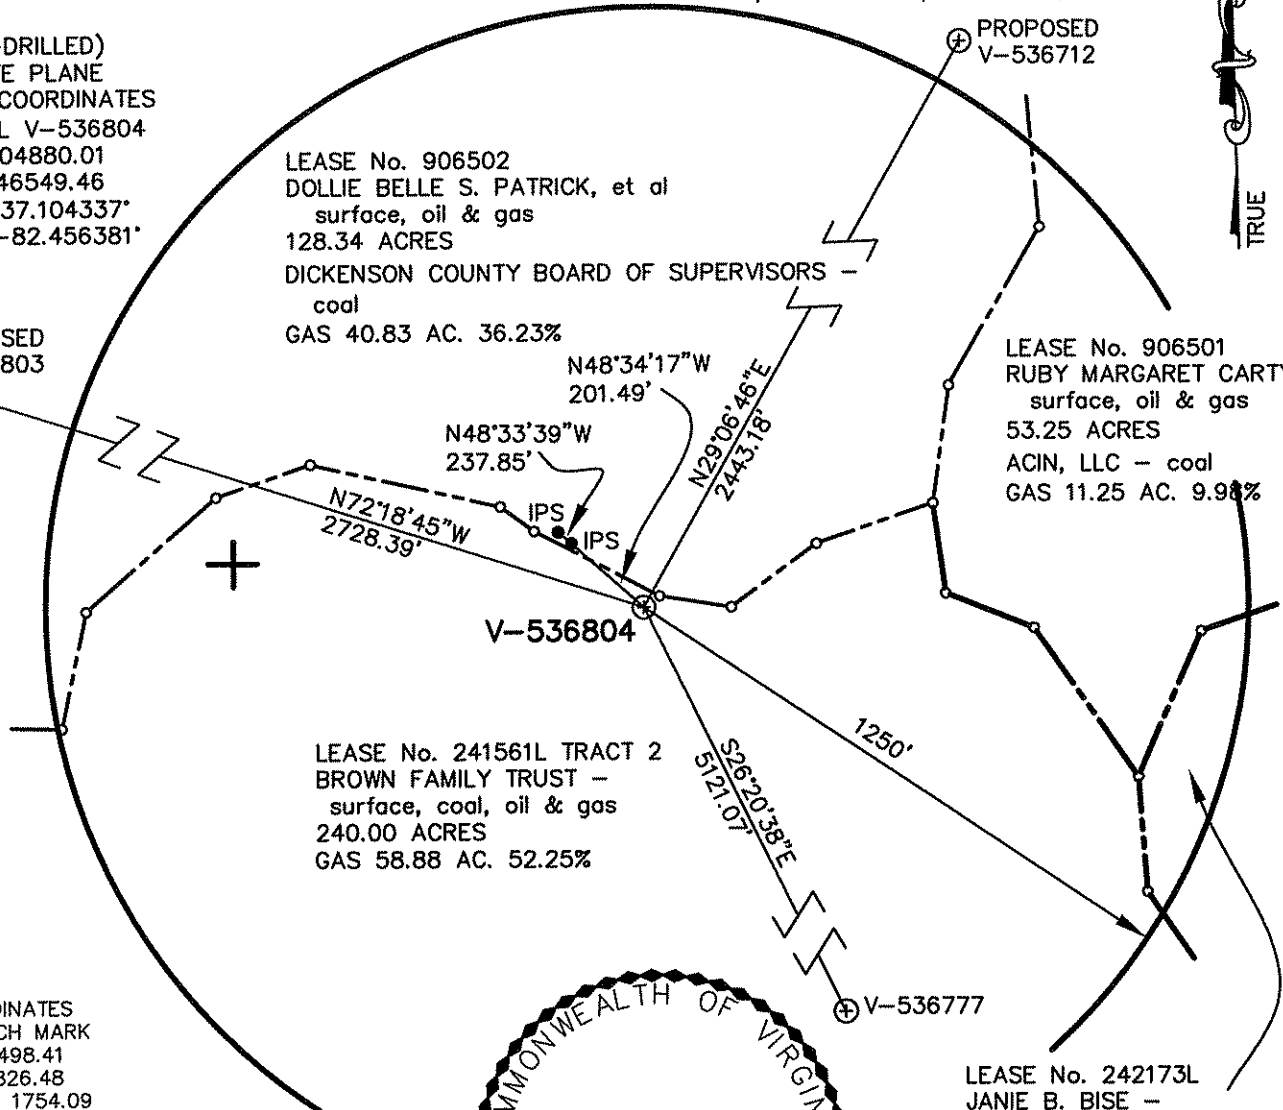 -DRILLED)
TE PLANE
COORDINATES
L V-536804
04880.01
46549.46
37.104337°
-82.456381°
PROPOSED
V-536712
TRUE
LEASE No. 906502
DOLLIE BELLE S. PATRICK, et al
surface, oil & gas
128.34 ACRES
DICKENSON COUNTY BOARD OF SUPERVISORS -
coal
GAS 40.83 AC. 36.23%
SED
803
N48°34'17"W
201.49'
N48°33'39"W
237.85'
N29°06'46"E
2443.18'
LEASE No. 906501
RUBY MARGARET CARTY
surface, oil & gas
53.25 ACRES
ACIN, LLC - coal
GAS 11.25 AC. 9.98%
N72°18'45"W
2728.39'
IPS
IPS
V-536804
1250'
S26°20'38"E
5121.07'
LEASE No. 241561L TRACT 2
BROWN FAMILY TRUST -
surface, coal, oil & gas
240.00 ACRES
GAS 58.88 AC. 52.25%
V-536777
MMONWEALTH OF VIRGIN
DINATES
CH MARK
498.41
326.48
1754.09
LEASE No. 242173L
JANIE B. BISE -